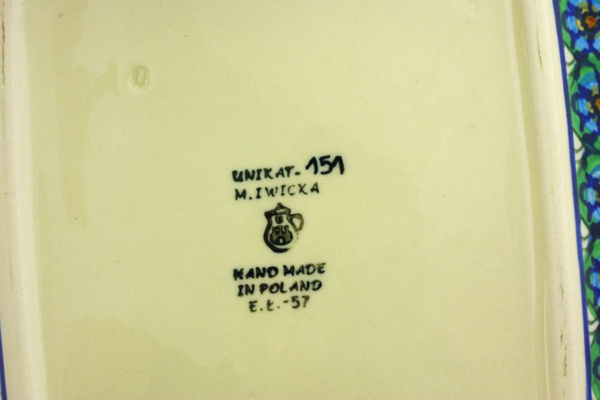 UNIKAT- 151
M.IWICKA
HAND MADE
IN POLAND
E.Ł.-57